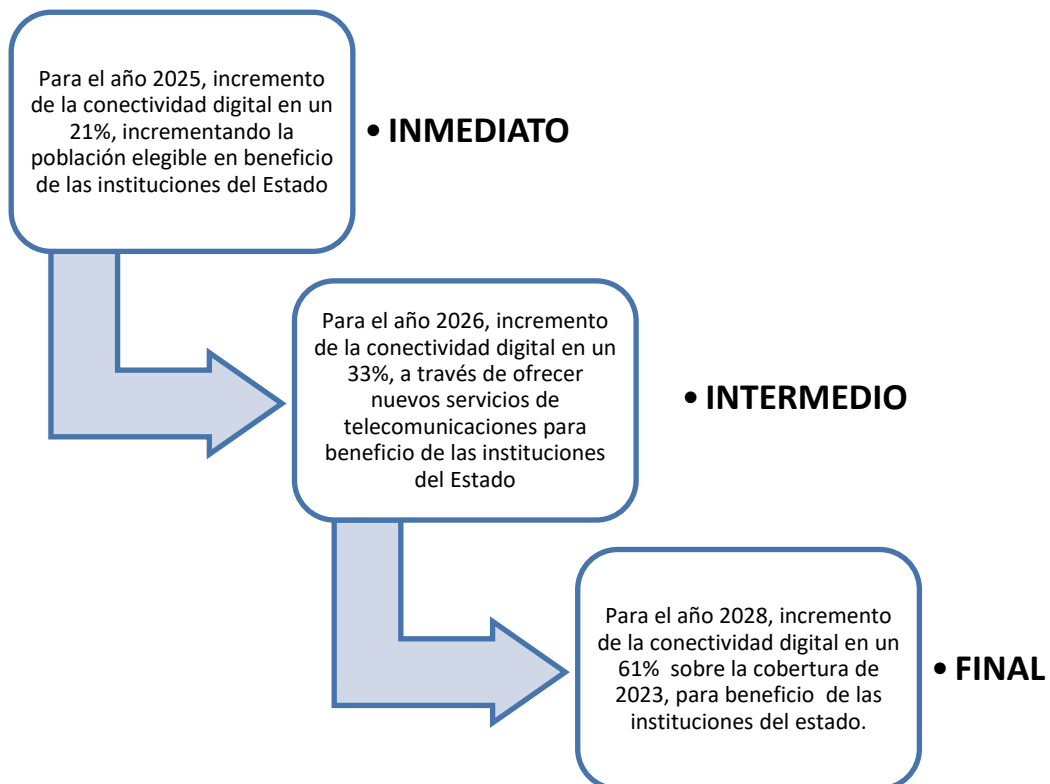 Para el año 2025, incremento
de la conectividad digital en un
21%, incrementando la
población elegible en beneficio
de las instituciones del Estado
• INMEDIATO
Para el año 2026, incremento
de la conectividad digital en un
33%, a través de ofrecer
nuevos servicios de
telecomunicaciones para
beneficio de las instituciones
del Estado
• INTERMEDIO
Para el año 2028, incremento
de la conectividad digital en un
61% sobre la cobertura de
2023, para beneficio de las
instituciones del estado.
• FINAL